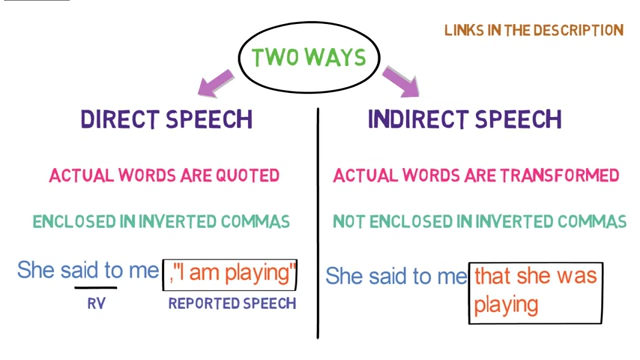 LINKS IN THE DESCRIPTION
TWO WAYS
DIRECT SPEECH
ACTUAL WORDS ARE QUOTED
ENCLOSED IN INVERTED COMMAS
She said to me ,"I am playing"
RV REPORTED SPEECH
INDIRECT SPEECH
ACTUAL WORDS ARE TRANSFORMED
NOT ENCLOSED IN INVERTED COMMAS
She said to me that she was
playing